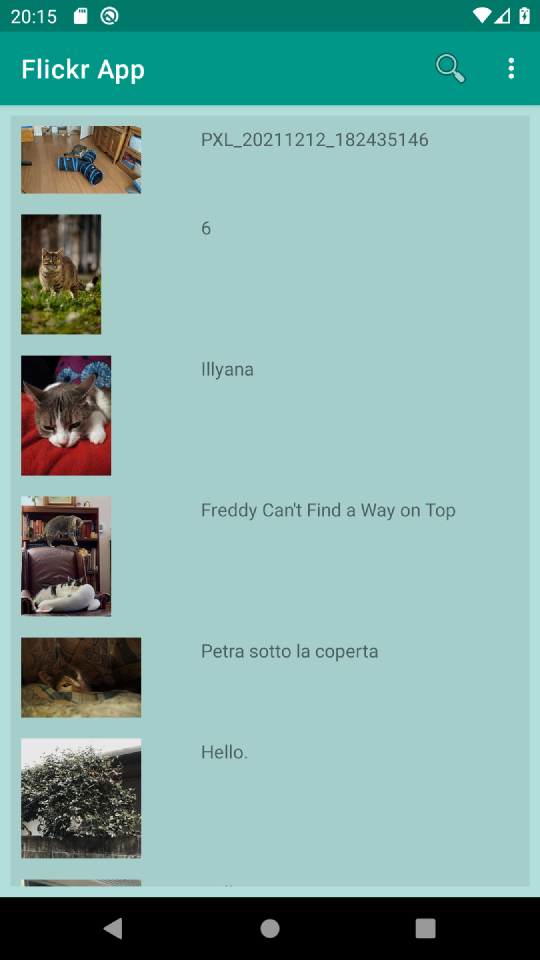 20:15
Flickr App
PXL_20211212_182435146
6
Illyana
Freddy Can't Find a Way on Top
Petra sotto la coperta
Hello.